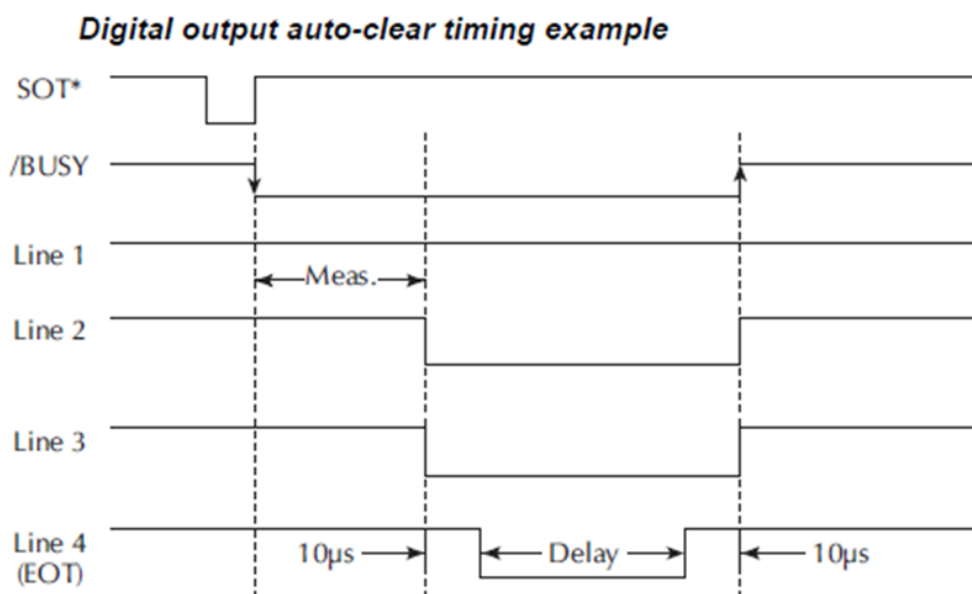 Digital output auto-clear timing example
SOT*
/BUSY
Line 1
Meas.
Line 2
Line 3
Line 4
(EOT)
10µs
Delay
10µs